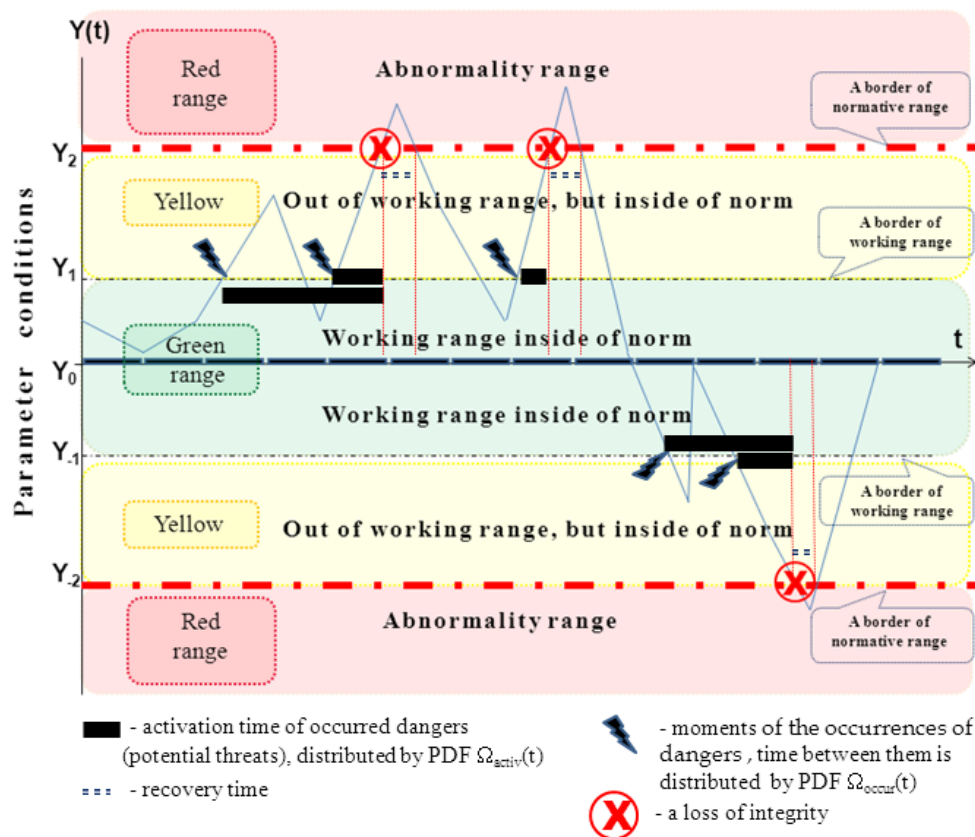 Y(t)
Red
range
Abnormality range
A border of
normative range
Y2
Yellow
Out of working range, but inside of norm
A border of
working range
Y1
Working range inside of norm
t
Green
range
Y0
Working range inside of norm
Y-1
A border of
working range
Yellow
Out of working range, but inside of norm
Y-2
Red
range
Abnormality range
A border of
normative range
Parameter conditions
X
X
X
- activation time of occurred dangers
(potential threats), distributed by PDF Ωactiv(t)
- recovery time
- moments of the occurrences of
dangers , time between them is
distributed by PDF Ωoccur(t)
X
- a loss of integrity